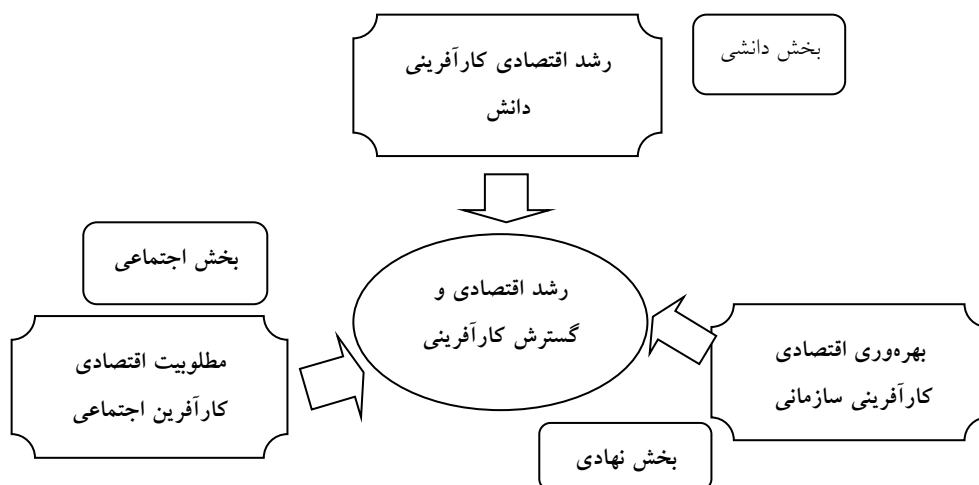 بخش دانشی
رشد اقتصادی کارآفرینی
دانش
بخش اجتماعی
رشد اقتصادی و
گسترش کارآفرینی
بهره‌وری اقتصادی
کارآفرینی سازمانی
مطلوبیت اقتصادی
کارآفرین اجتماعی
بخش نهادی